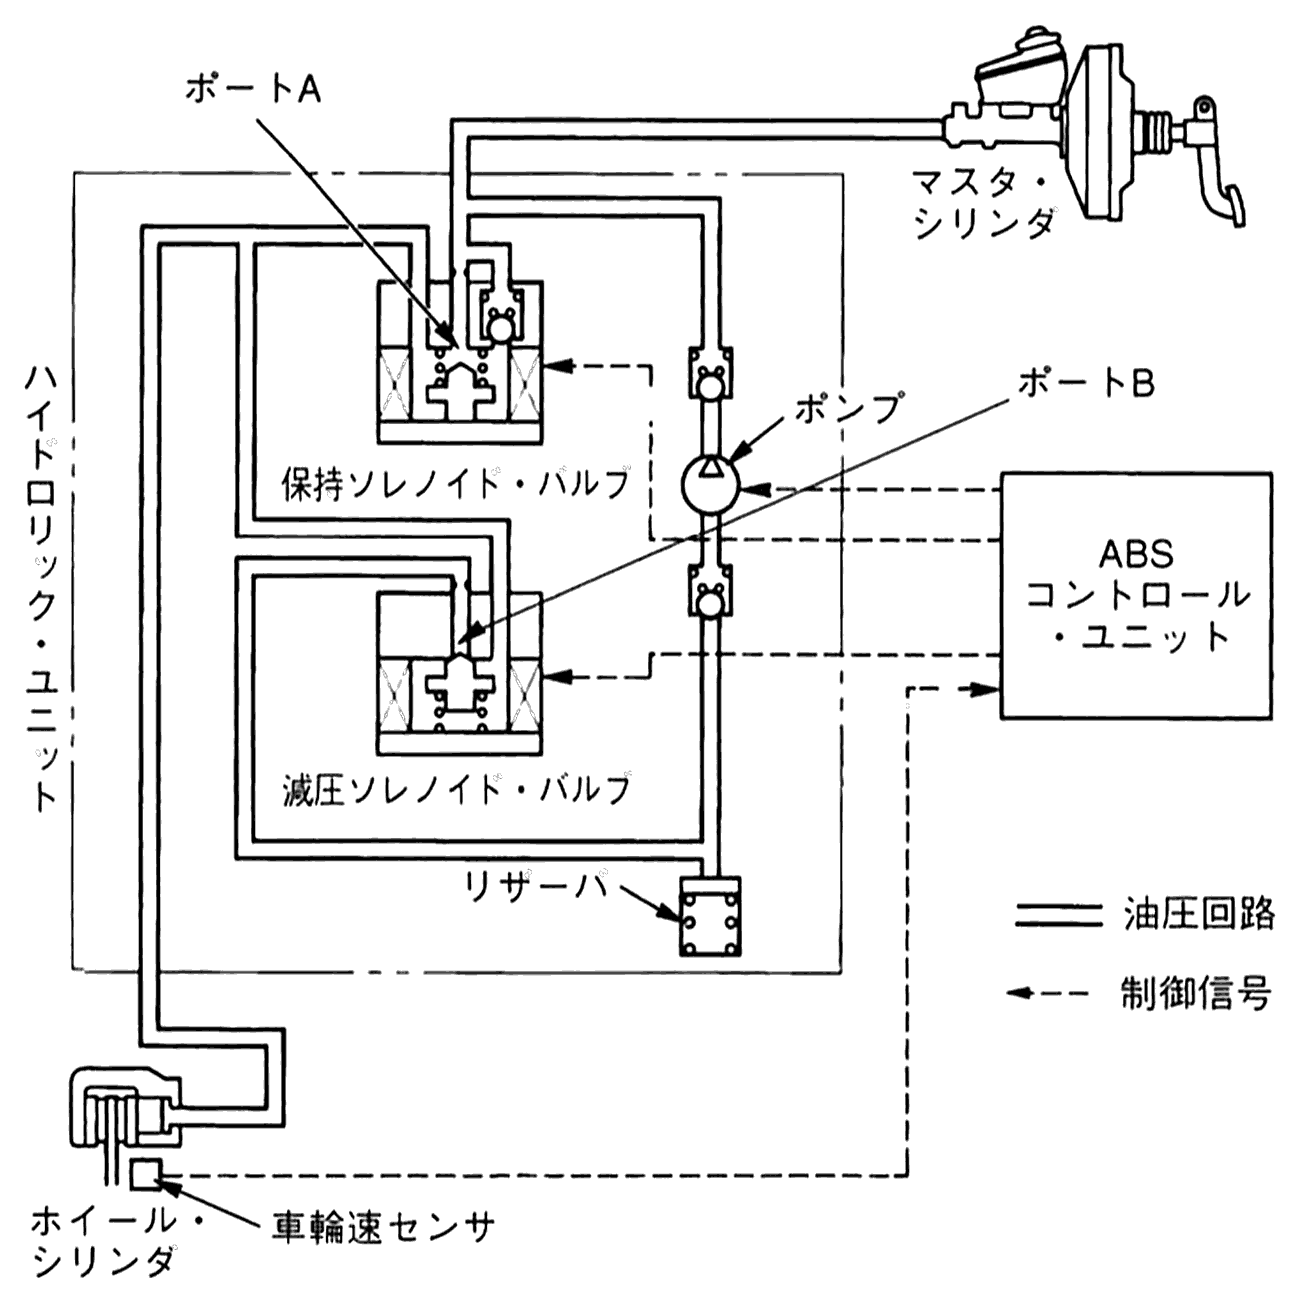 ポートA
マスタ・
シリンダ
ハイドロリック・ユニット
ポートB
ポンプ
保持ソレノイド・バルブ
ABS
コントロール
・ユニット
減圧ソレノイド・バルブ
リザーバ
油圧回路
制御信号
ホイール・
シリンダ
車輪速センサ